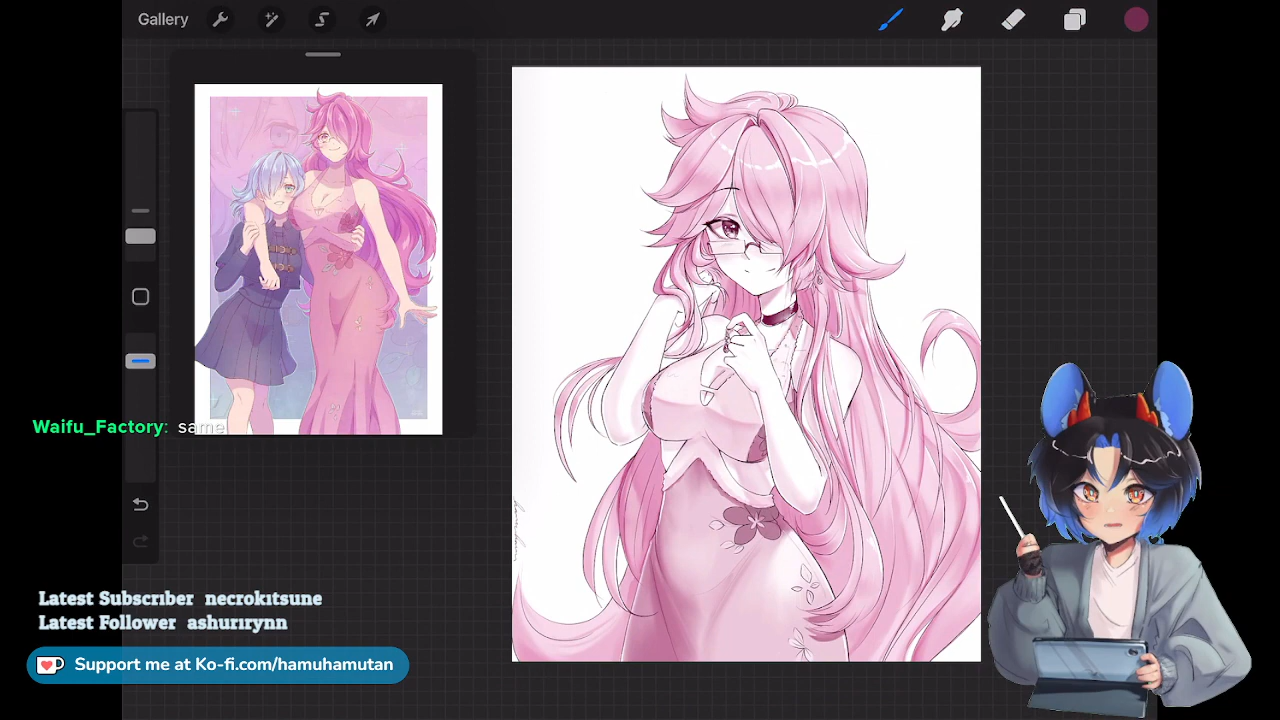 Gallery
Waifu_Factory: same
Latest Subscriber necrokitsune
Latest Follower ashurirynn
Support me at Ko-fi.com/hamuhamutan